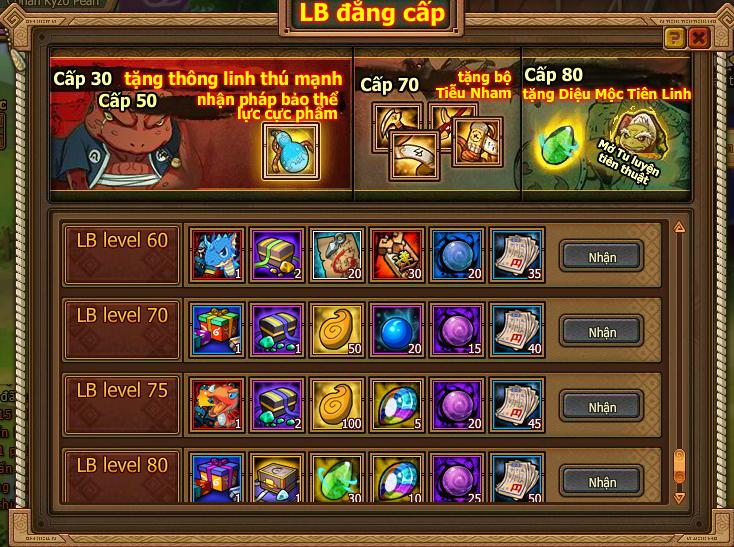 LB đẳng cấp
?
Cấp 30 tặng thông linh thú mạnh
Cấp 50 nhận pháp bảo thể
lực cực phẩm
Cấp 70 tặng bộ
Tiễu Nham
Cấp 80
tặng Diệu Mộc Tiên Linh
Mở Tu luyện
tiên thuật
LB level 60
1 2 20 30 20 35
Nhận
LB level 70
1 1 50 20 15 40
Nhận
LB level 75
1 2 100 5 20 45
Nhận
LB level 80
1 1 30 10 25 50
Nhận